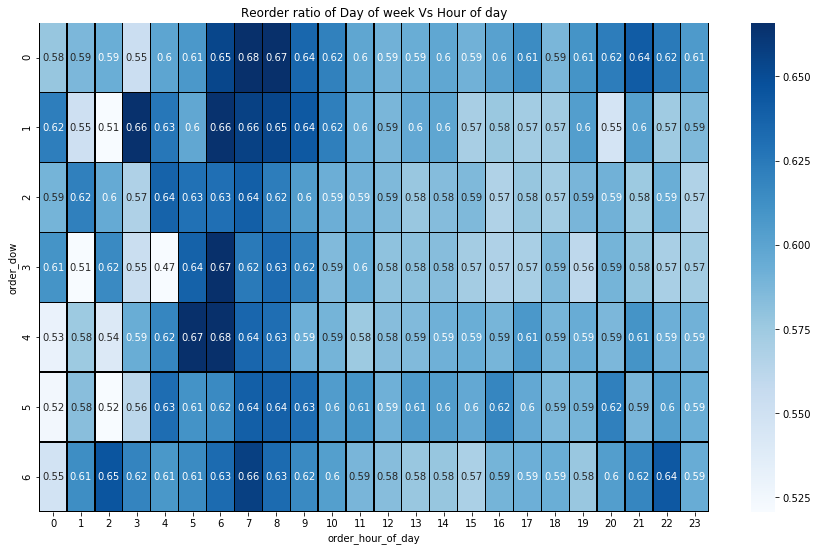 Reorder ratio of Day of week Vs Hour of day
order_dow
0 0.58 0.59 0.59 0.55 0.6 0.61 0.65 0.68 0.67 0.64 0.62 0.6 0.59 0.59 0.6 0.59 0.6 0.61 0.59 0.61 0.62 0.64 0.62 0.61
1 0.62 0.55 0.51 0.66 0.63 0.6 0.66 0.66 0.65 0.64 0.62 0.6 0.59 0.6 0.6 0.57 0.58 0.57 0.57 0.6 0.55 0.6 0.57 0.59
2 0.59 0.62 0.6 0.57 0.64 0.63 0.63 0.64 0.62 0.6 0.59 0.59 0.59 0.58 0.58 0.59 0.57 0.58 0.57 0.59 0.59 0.58 0.59 0.57
3 0.61 0.51 0.62 0.55 0.47 0.64 0.67 0.62 0.63 0.62 0.59 0.6 0.58 0.58 0.58 0.57 0.57 0.57 0.59 0.56 0.59 0.58 0.57 0.57
4 0.53 0.58 0.54 0.59 0.62 0.67 0.68 0.64 0.63 0.59 0.59 0.58 0.58 0.58 0.59 0.59 0.59 0.61 0.59 0.59 0.59 0.61 0.59 0.59
5 0.52 0.58 0.52 0.56 0.63 0.61 0.62 0.64 0.64 0.63 0.6 0.61 0.59 0.61 0.6 0.6 0.62 0.6 0.59 0.59 0.62 0.59 0.6 0.59
6 0.55 0.61 0.65 0.62 0.61 0.61 0.63 0.66 0.63 0.62 0.6 0.59 0.58 0.58 0.58 0.57 0.59 0.59 0.59 0.58 0.6 0.62 0.64 0.59
0 1 2 3 4 5 6 7 8 9 10 11 12 13 14 15 16 17 18 19 20 21 22 23
order_hour_of_day
0.650
0.625
0.600
0.575
0.550
0.525